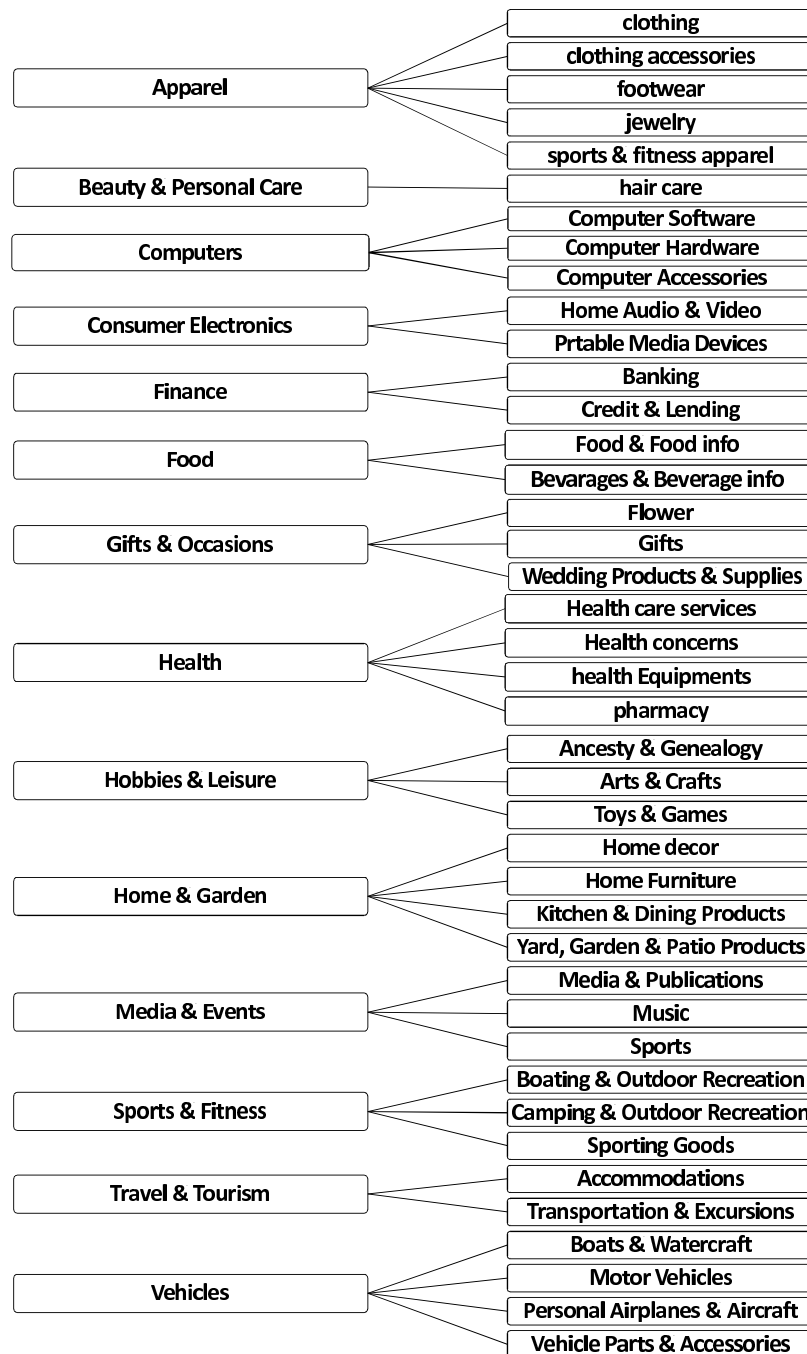 Apparel
clothing
clothing accessories
footwear
jewelry
sports & fitness apparel
Beauty & Personal Care
hair care
Computers
Computer Software
Computer Hardware
Computer Accessories
Consumer Electronics
Home Audio & Video
Prtable Media Devices
Finance
Banking
Credit & Lending
Food
Food & Food info
Bevarages & Beverage info
Gifts & Occasions
Flower
Gifts
Wedding Products & Supplies
Health
Health care services
Health concerns
health Equipments
pharmacy
Hobbies & Leisure
Ancesty & Genealogy
Arts & Crafts
Toys & Games
Home & Garden
Home decor
Home Furniture
Kitchen & Dining Products
Yard, Garden & Patio Products
Media & Events
Media & Publications
Music
Sports
Sports & Fitness
Boating & Outdoor Recreation
Camping & Outdoor Recreation
Sporting Goods
Travel & Tourism
Accommodations
Transportation & Excursions
Vehicles
Boats & Watercraft
Motor Vehicles
Personal Airplanes & Aircraft
Vehicle Parts & Accessories